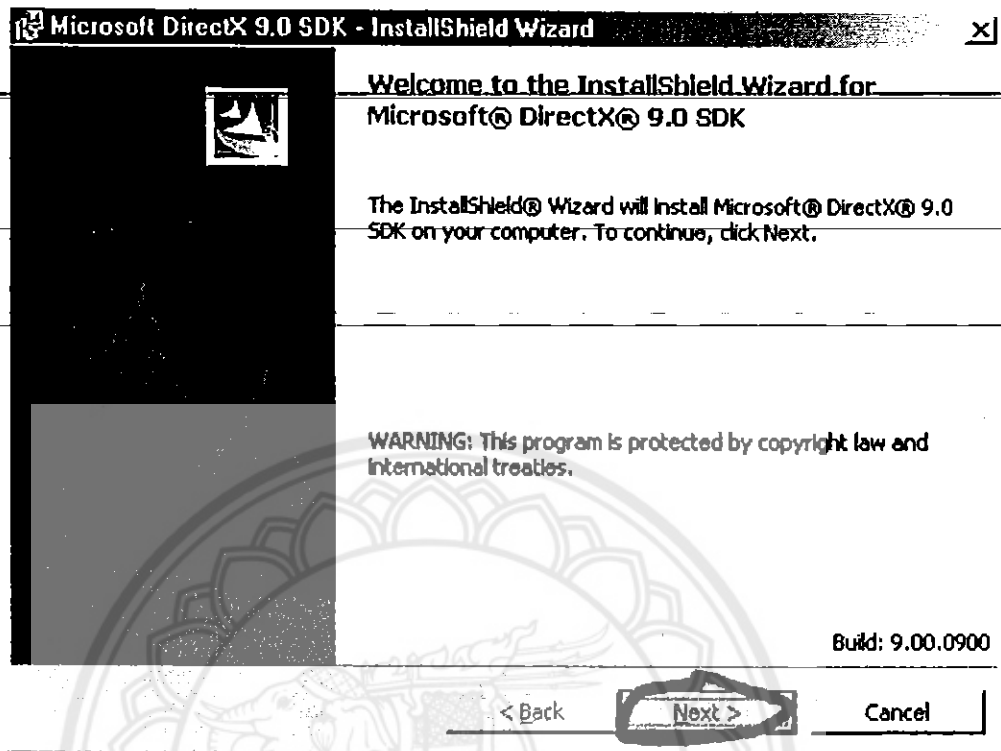 Microsoft DirectX 9.0 SDK - InstallShield Wizard
Welcome to the InstallShield Wizard for
Microsoft® DirectX® 9.0 SDK
The InstallShield® Wizard will install Microsoft® DirectX® 9.0
SDK on your computer. To continue, click Next.
WARNING: This program is protected by copyright law and
international treaties.
Build: 9.00.0900
< Back
Next >
Cancel